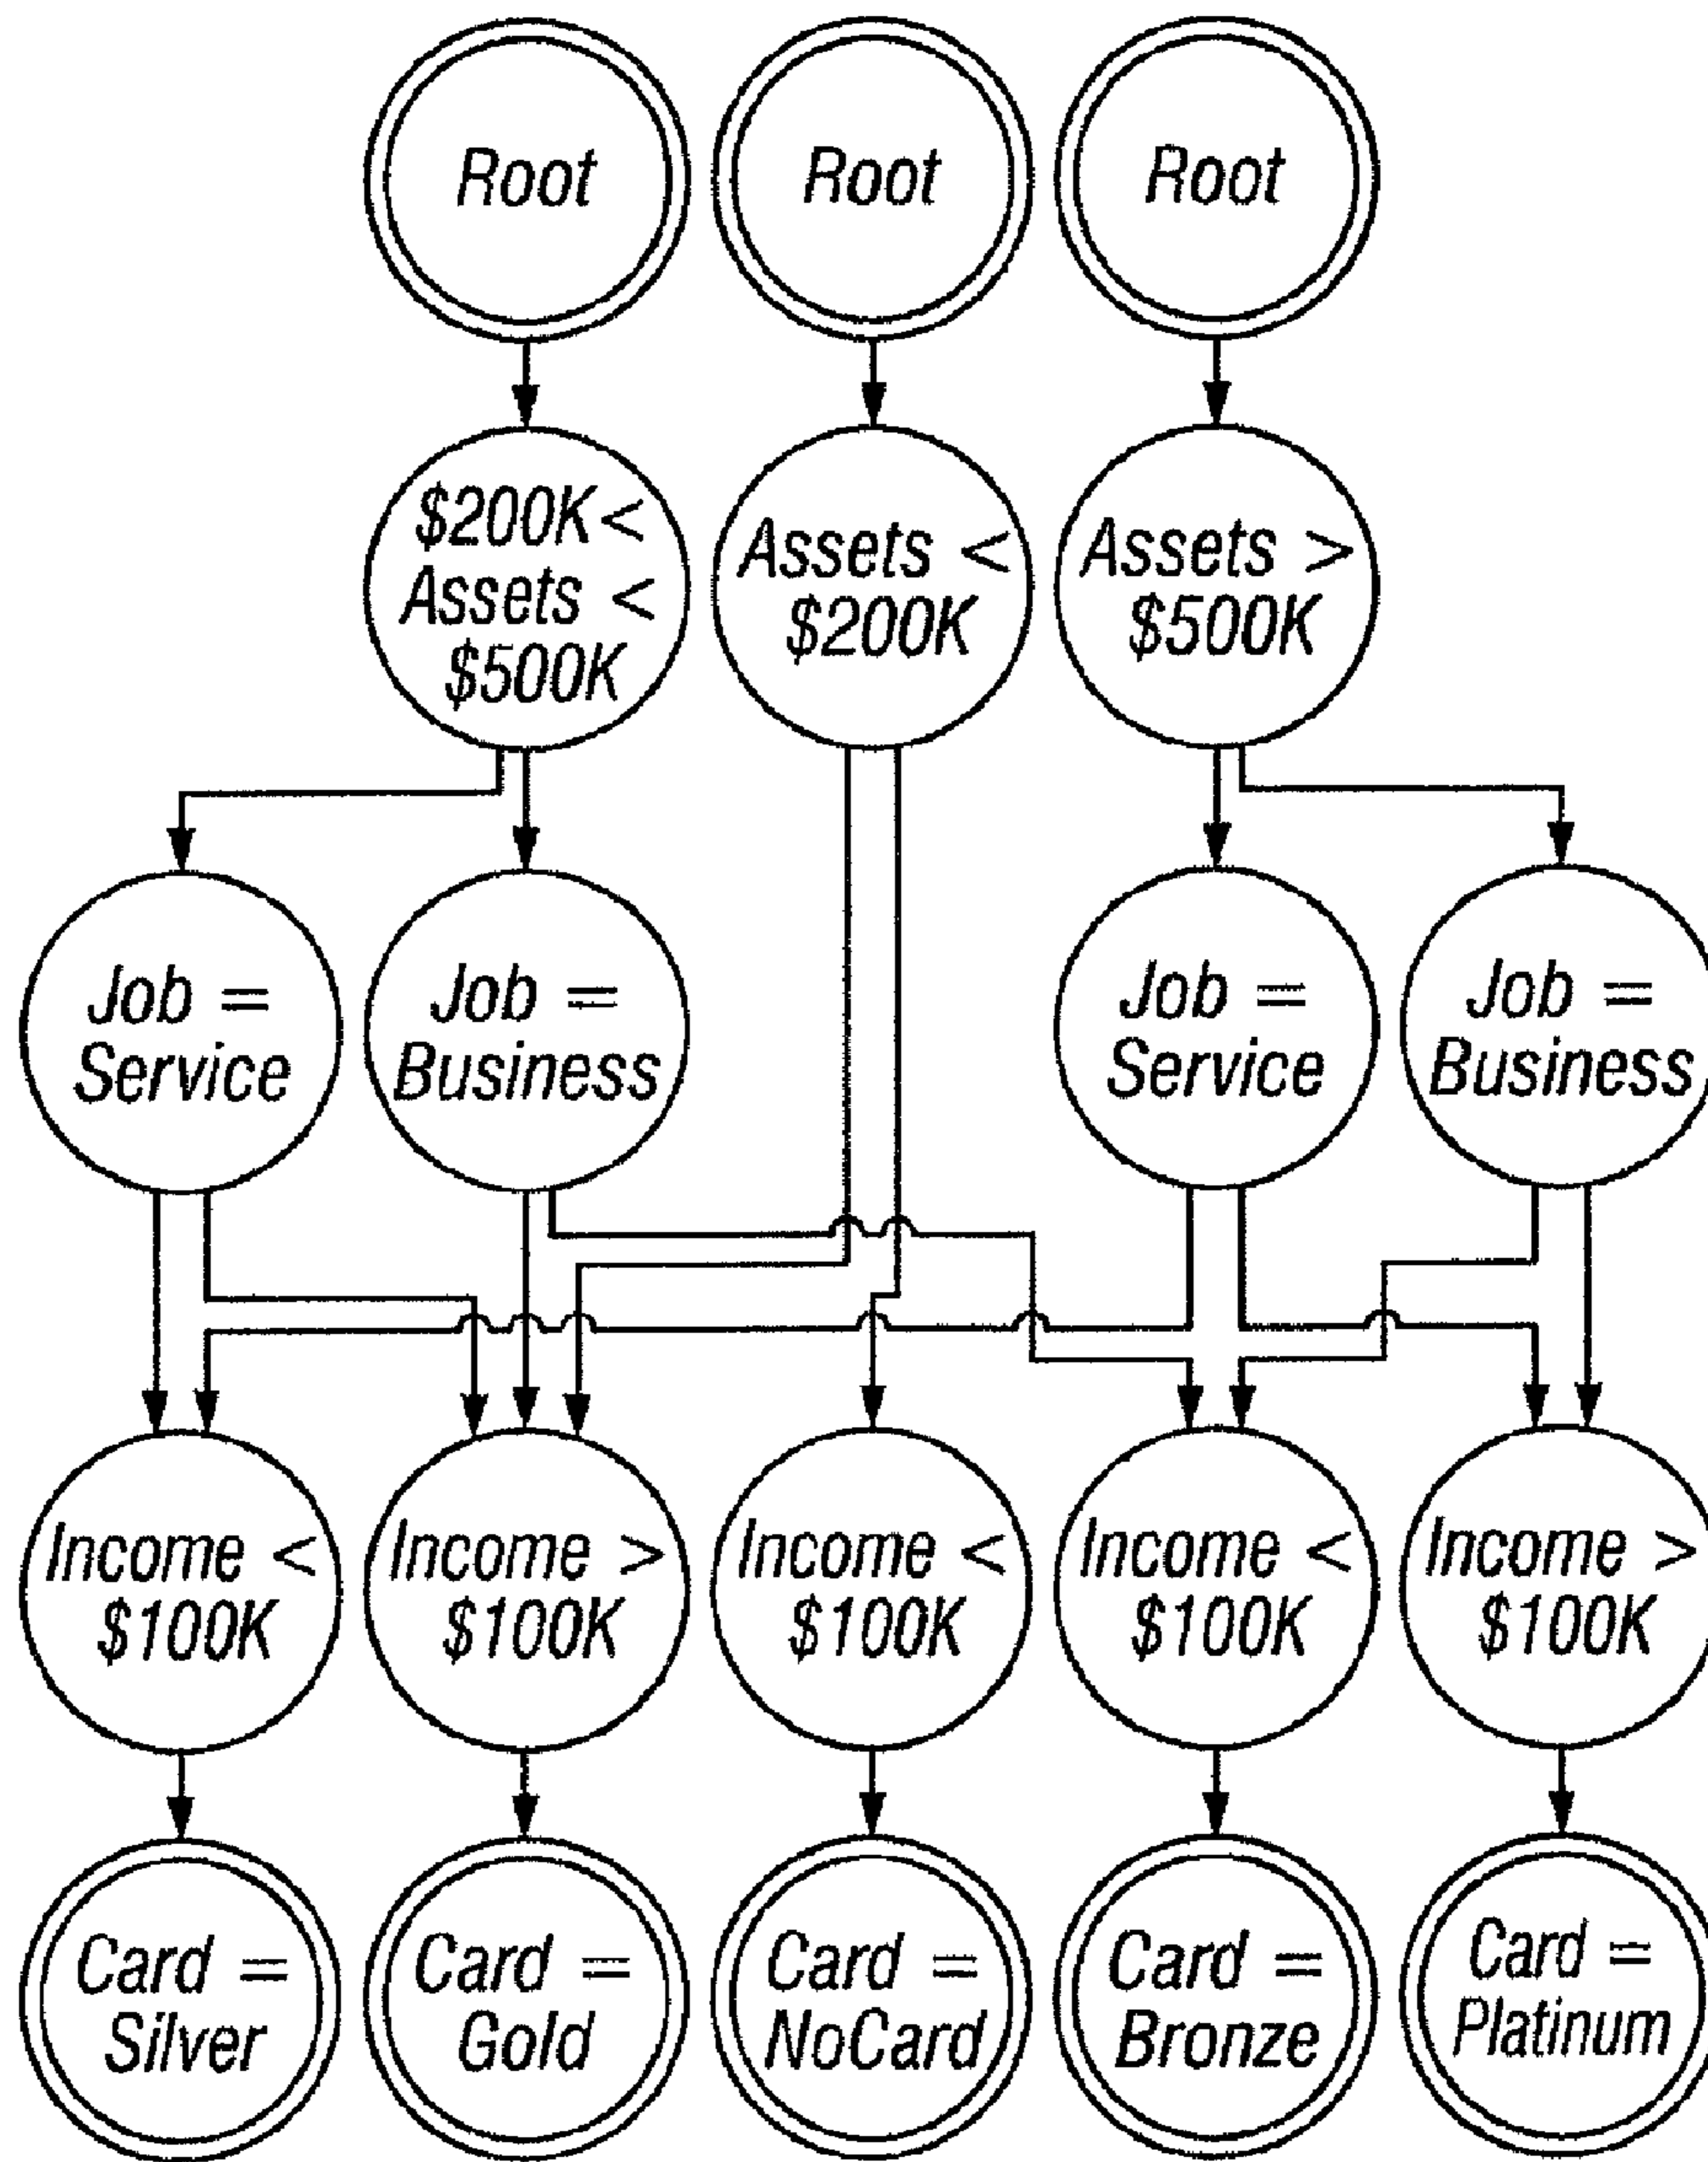 Root
Root
Root
$200K <
Assets <
$500K
Assets <
$200K
Assets >
$500K
Job =
Service
Job =
Business
Job =
Service
Job =
Business
Income <
$100K
Income >
$100K
Income <
$100K
Income <
$100K
Income >
$100K
Card =
Silver
Card =
Gold
Card =
NoCard
Card =
Bronze
Card =
Platinum